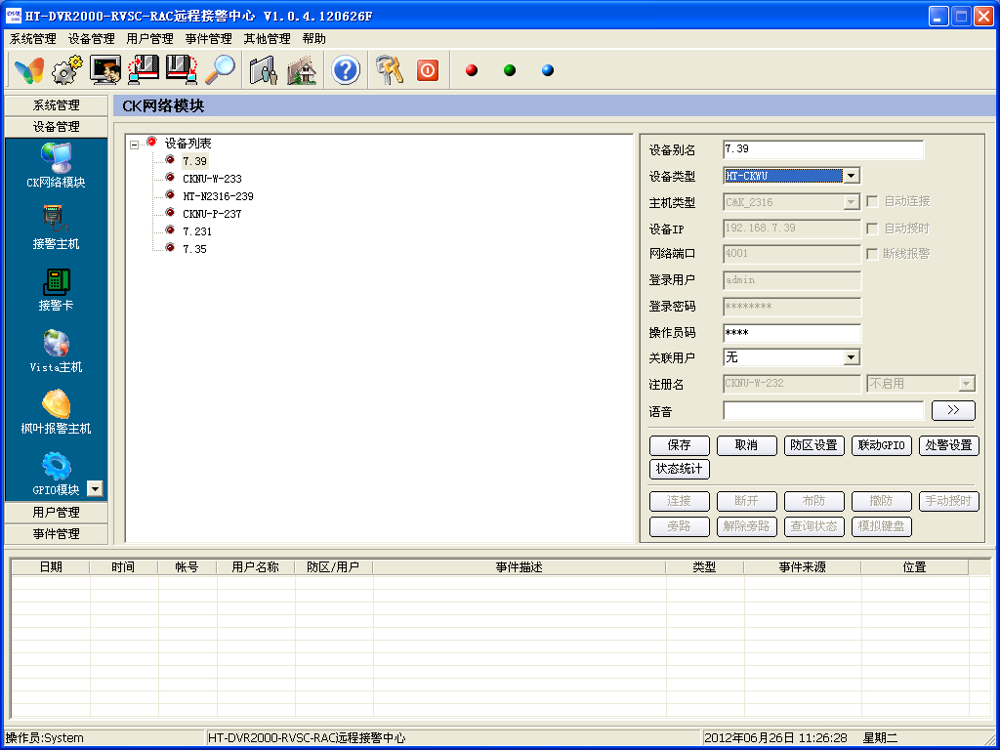 HT-DVR2000-RVSC-RAC远程接警中心 V1.0.4.120626F
系统管理 设备管理 用户管理 事件管理 其他管理 帮助
系统管理
设备管理
CK网络模块
接警主机
接警卡
Vista主机
枫叶报警主机
GPIO模块
用户管理
事件管理
CK网络模块
设备列表
7.39
CKNU-W-233
HT-N2316-239
CKNU-P-237
7.231
7.35
设备别名 7.39
设备类型 HT-CKWU
主机类型 C&K_2316 自动连接
设备IP 192.168.7.39 自动授时
网络端口 4001 断线报警
登录用户 admin
登录密码 ********
操作员码 ****
关联用户 无
注册名 CKNU-W-232 不启用
语音 >>
保存 取消 防区设置 联动GPIO 处警设置
状态统计
连接 断开 布防 撤防 手动授时
旁路 解除旁路 查询状态 模拟键盘
日期 时间 帐号 用户名称 防区/用户 事件描述 类型 事件来源 位置
操作员:System HT-DVR2000-RVSC-RAC远程接警中心 2012年06月26日 11:26:28 星期二